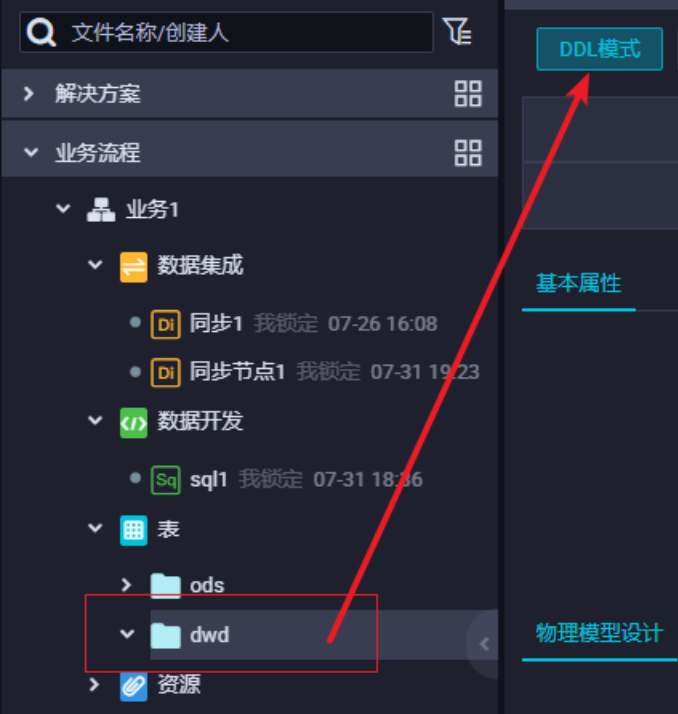 文件名称/创建人
解决方案
业务流程
业务1
数据集成
Di 同步1 我锁定 07-26 16:08
Di 同步节点1 我锁定 07-31 19:23
数据开发
Sq sql1 我锁定 07-31 18:36
表
ods
dwd
资源
DDL模式
基本属性
物理模型设计